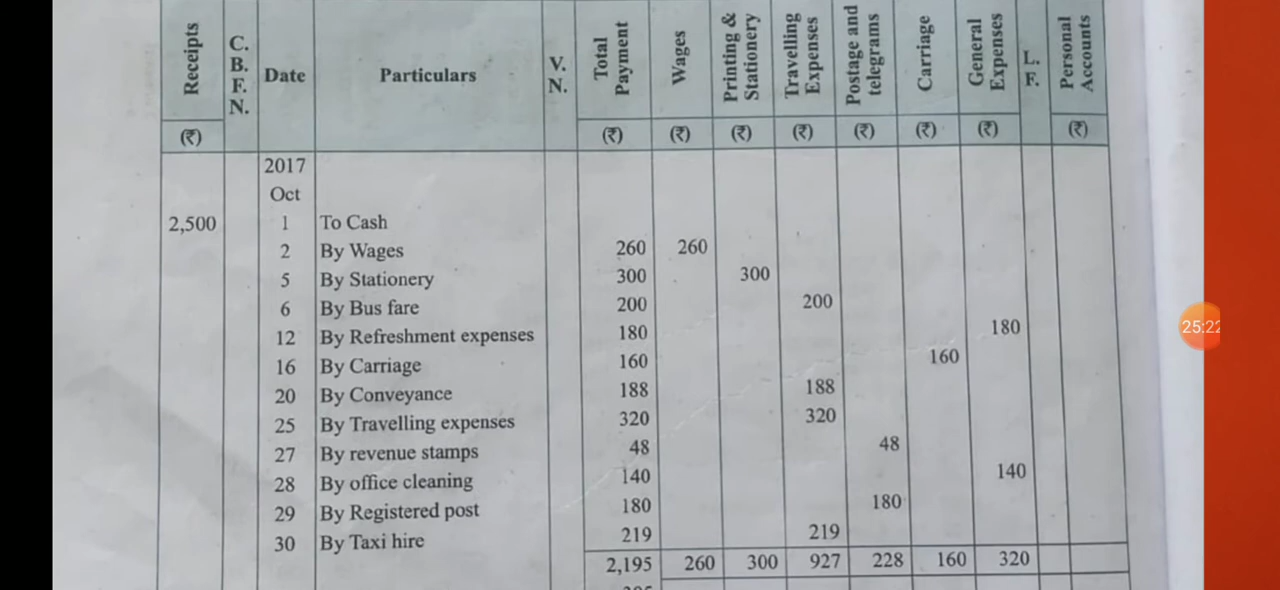 Receipts C. B. F. N. Date Particulars V. N. Total Payment Wages Printing & Stationery Travelling Expenses Postage and telegrams Carriage General Expenses L. F. Personal Accounts
(₹) (₹) (₹) (₹) (₹) (₹) (₹) (₹) (₹)
2017
Oct
2,500 1 To Cash
2 By Wages 260 260
5 By Stationery 300 300
6 By Bus fare 200 200
12 By Refreshment expenses 180 180
16 By Carriage 160 160
20 By Conveyance 188 188
25 By Travelling expenses 320 320
27 By revenue stamps 48 48
28 By office cleaning 140 140
29 By Registered post 180 180
30 By Taxi hire 219 219
2,195 260 300 927 228 160 320
25:22